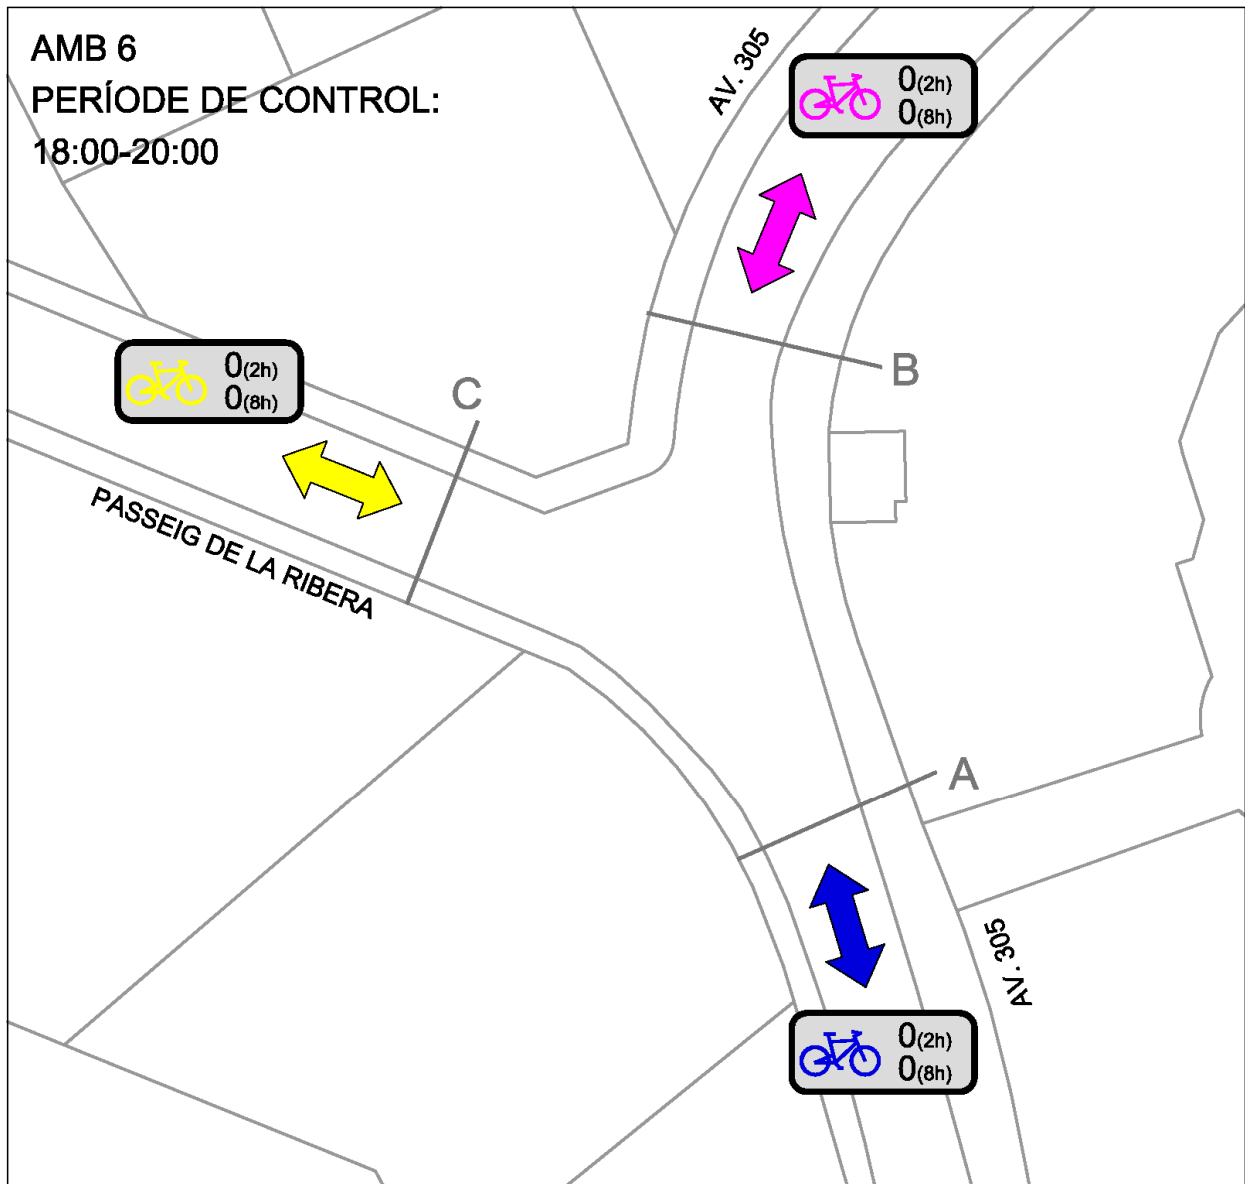 AMB 6
PERÍODE DE CONTROL:
18:00-20:00
AV. 305
0(2h)
0(8h)
B
0(2h)
0(8h)
C
PASSEIG DE LA RIBERA
A
AV. 305
0(2h)
0(8h)